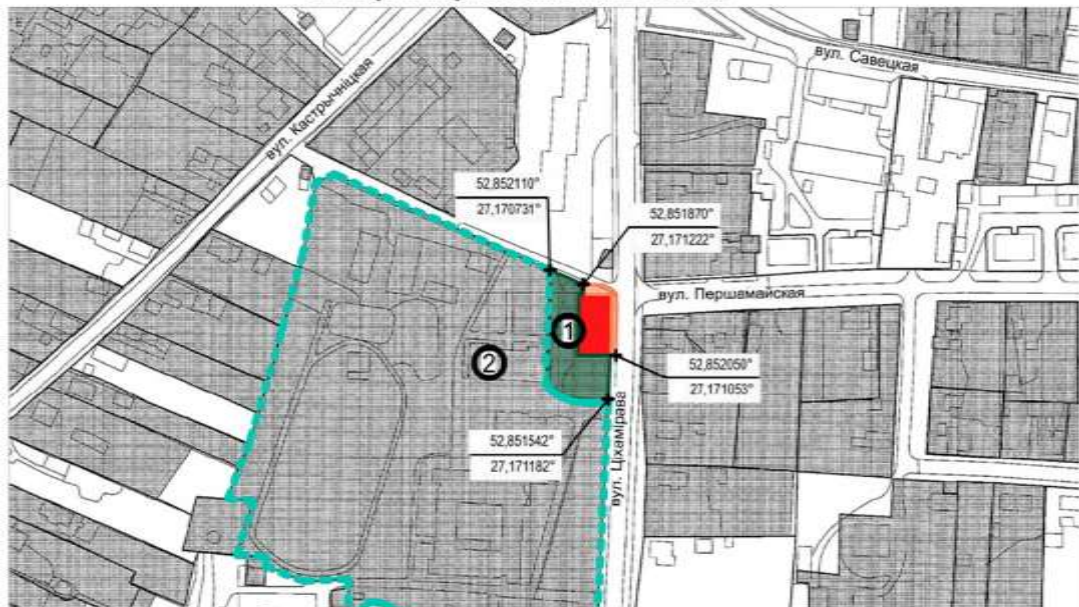 вул. Савецкая
вул. Кастрычніцкая
52,852110°
27,170731°
52,851870°
27,171222°
вул. Першамайская
1
2
52,852050°
27,171053°
52,851542°
27,171182°
вул. Ціхамірава